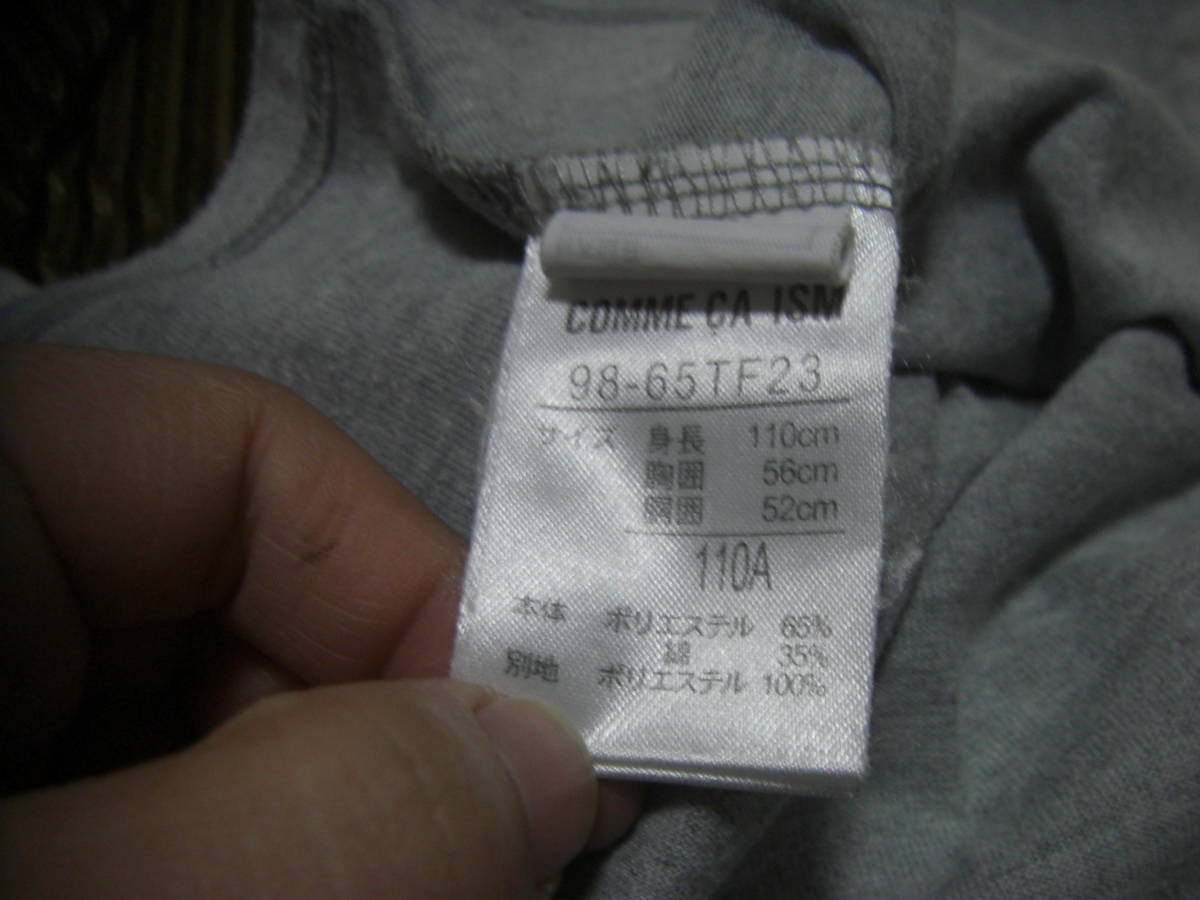 COMME ÇA ISM
98-65TF23
サイズ 身長 110cm
胸囲 56cm
胴囲 52cm
110A
本体 ポリエステル 65%
綿 35%
別地 ポリエステル 100%